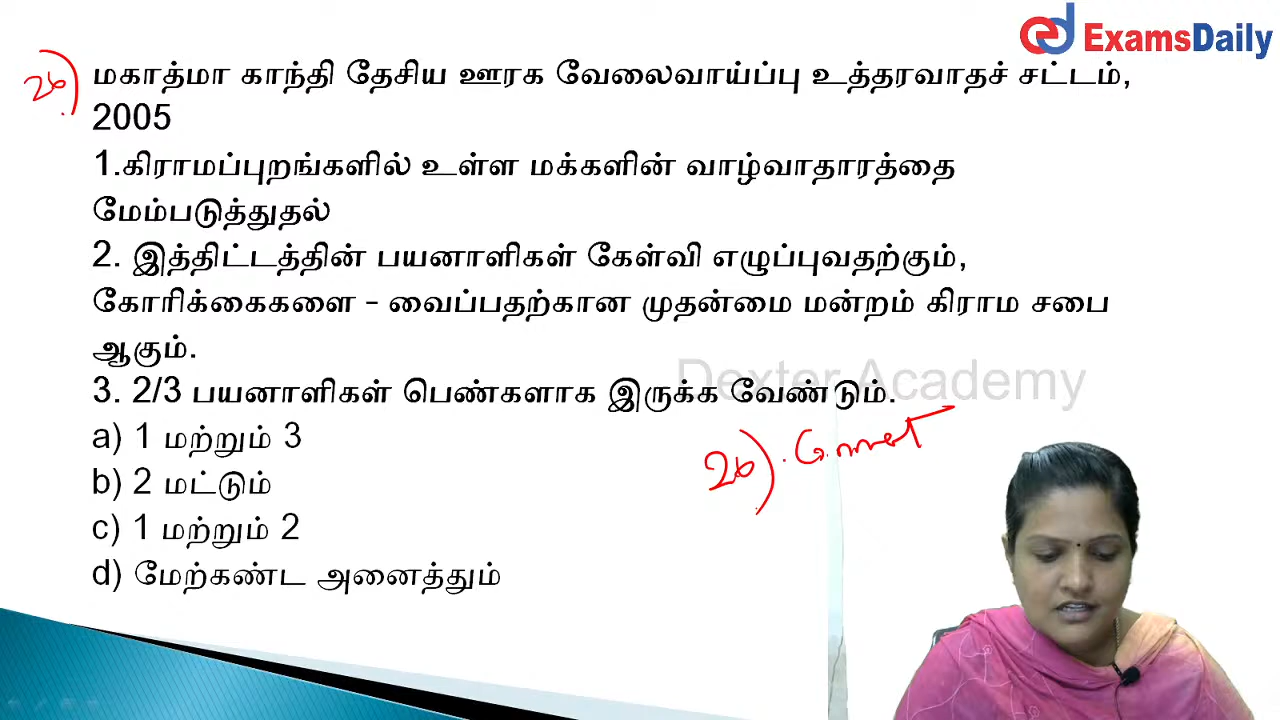 ExamsDaily
26)
மகாத்மா காந்தி தேசிய ஊரக வேலைவாய்ப்பு உத்தரவாதச் சட்டம்,
2005
1.கிராமப்புறங்களில் உள்ள மக்களின் வாழ்வாதாரத்தை
மேம்படுத்துதல்
2. இத்திட்டத்தின் பயனாளிகள் கேள்வி எழுப்புவதற்கும்,
கோரிக்கைகளை – வைப்பதற்கான முதன்மை மன்றம் கிராம சபை
ஆகும்.
Dexter Academy
3. 2/3 பயனாளிகள் பெண்களாக இருக்க வேண்டும்.
a) 1 மற்றும் 3
b) 2 மட்டும்
c) 1 மற்றும் 2
d) மேற்கண்ட அனைத்தும்
26).